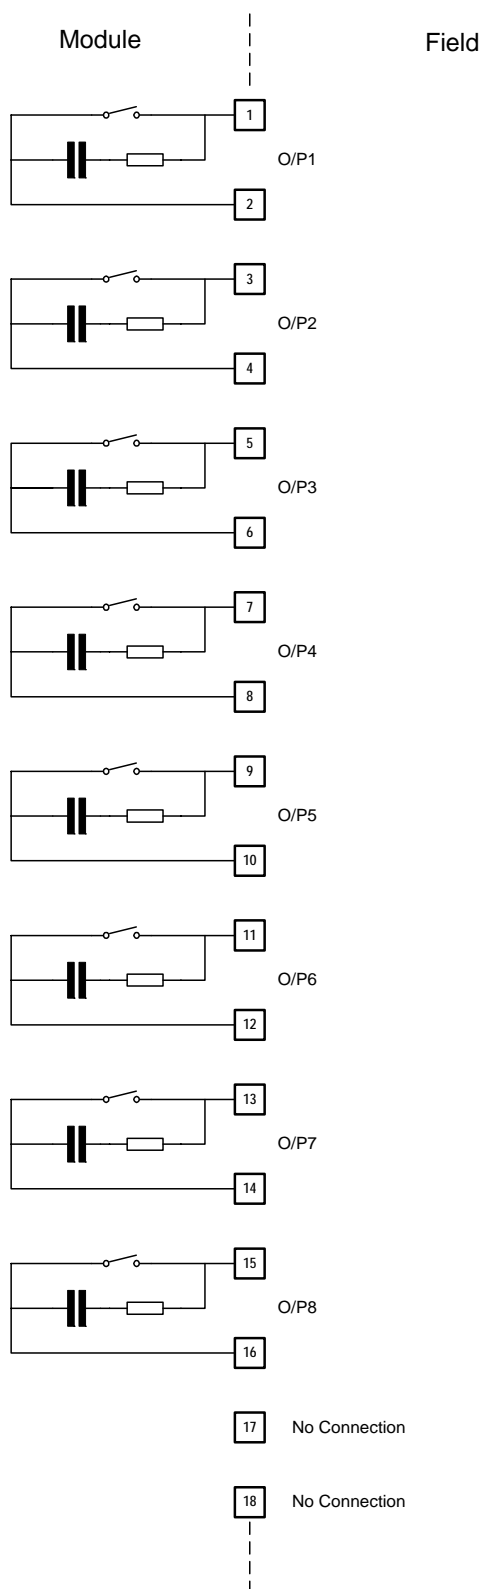 Module
Field
1
O/P1
2
3
O/P2
4
5
O/P3
6
7
O/P4
8
9
O/P5
10
11
O/P6
12
13
O/P7
14
15
O/P8
16
17 No Connection
18 No Connection